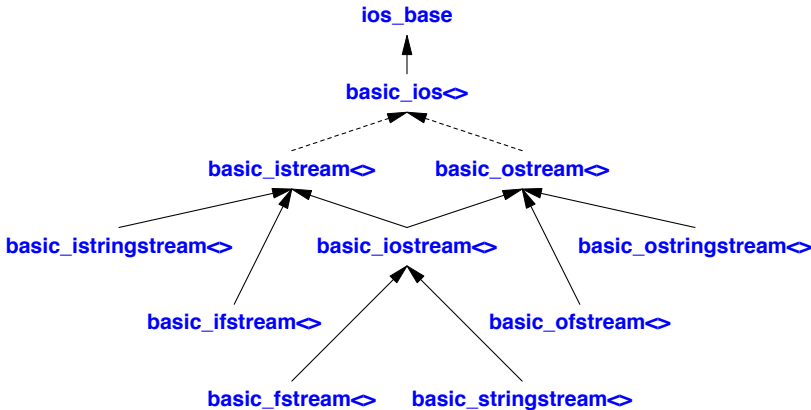 ios_base
basic_ios<>
basic_istream<> basic_ostream<>
basic_istringstream<> basic_iostream<> basic_ostringstream<>
basic_ifstream<> basic_ofstream<>
basic_fstream<> basic_stringstream<>